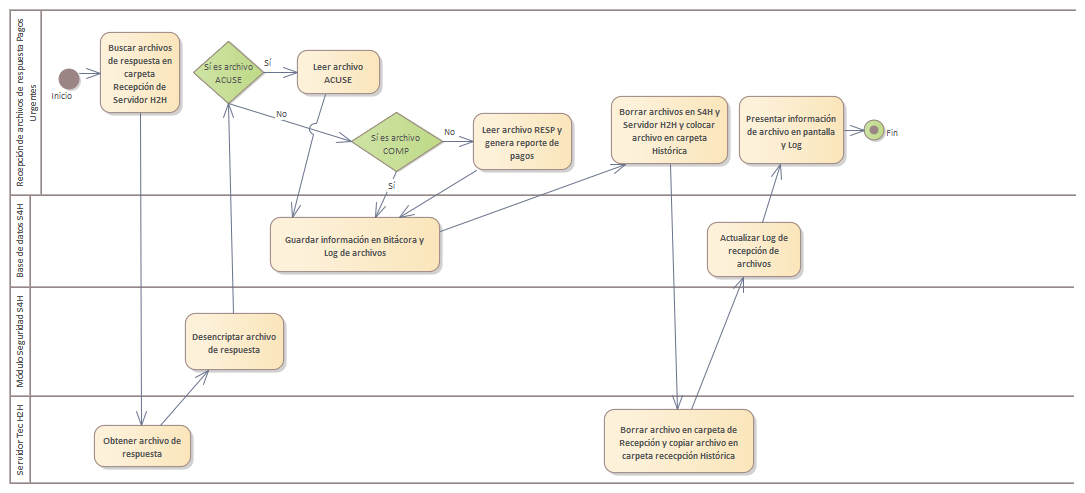 Recepción de archivos de respuesta Pagos
Urgentes
Inicio
Buscar archivos
de respuesta en
carpeta
Recepción de
Servidor H2H
Sí es archivo
ACUSE
Sí
Leer archivo
ACUSE
No
Sí es archivo
COMP
No
Sí
Leer archivo RESP y
genera reporte de
pagos
Borrar archivos en S4H y
Servidor H2H y colocar
archivo en carpeta
Histórica
Presentar información
de archivo en pantalla
y Log
Fin
Base de datos S4H
Guardar información en Bitácora y
Log de archivos
Actualizar Log de
recepción de
archivos
Módulo Seguridad S4H
Desencriptar archivo
de respuesta
Servidor Tec H2H
Obtener archivo de
respuesta
Borrar archivo en carpeta de
Recepción y copiar archivo en
carpeta rececpción Histórica